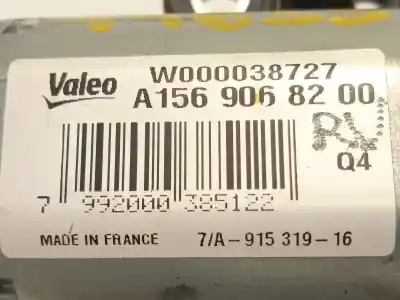 Valeo
W000038727
A156 906 82 00
RV
Q4
7 992000 385122
MADE IN FRANCE 7/A-915 319-16